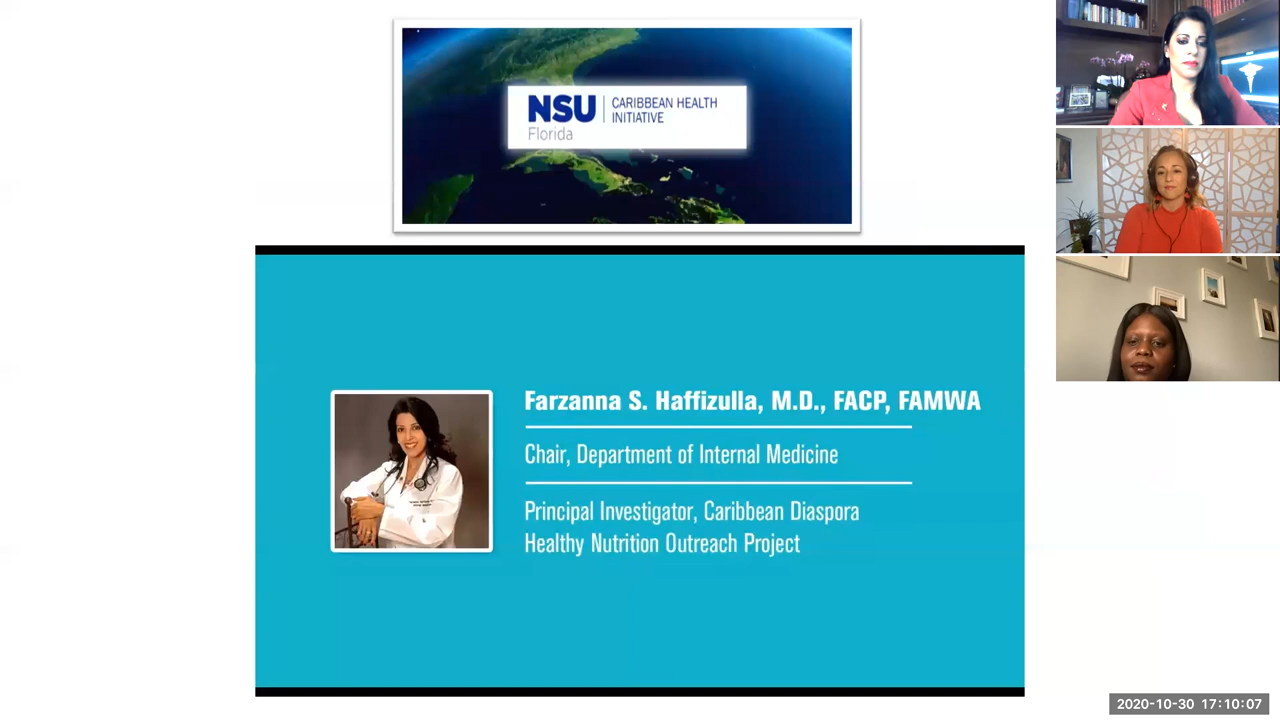 NSU
Florida
CARIBBEAN HEALTH
INITIATIVE
Farzanna S. Haffizulla, M.D., FACP, FAMWA
Chair, Department of Internal Medicine
Principal Investigator, Caribbean Diaspora
Healthy Nutrition Outreach Project
2020-10-30 17:10:07